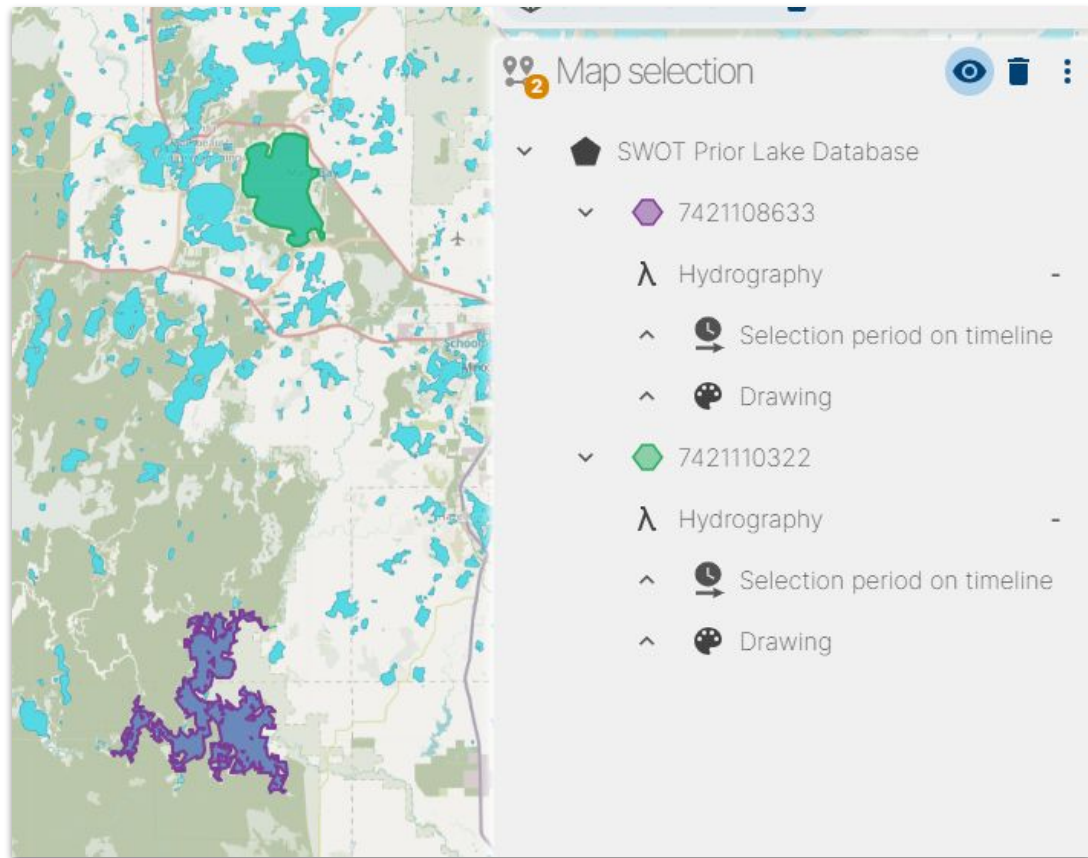 2
Map selection
SWOT Prior Lake Database
7421108633
λ Hydrography -
Selection period on timeline
Drawing
7421110322
λ Hydrography -
Selection period on timeline
Drawing